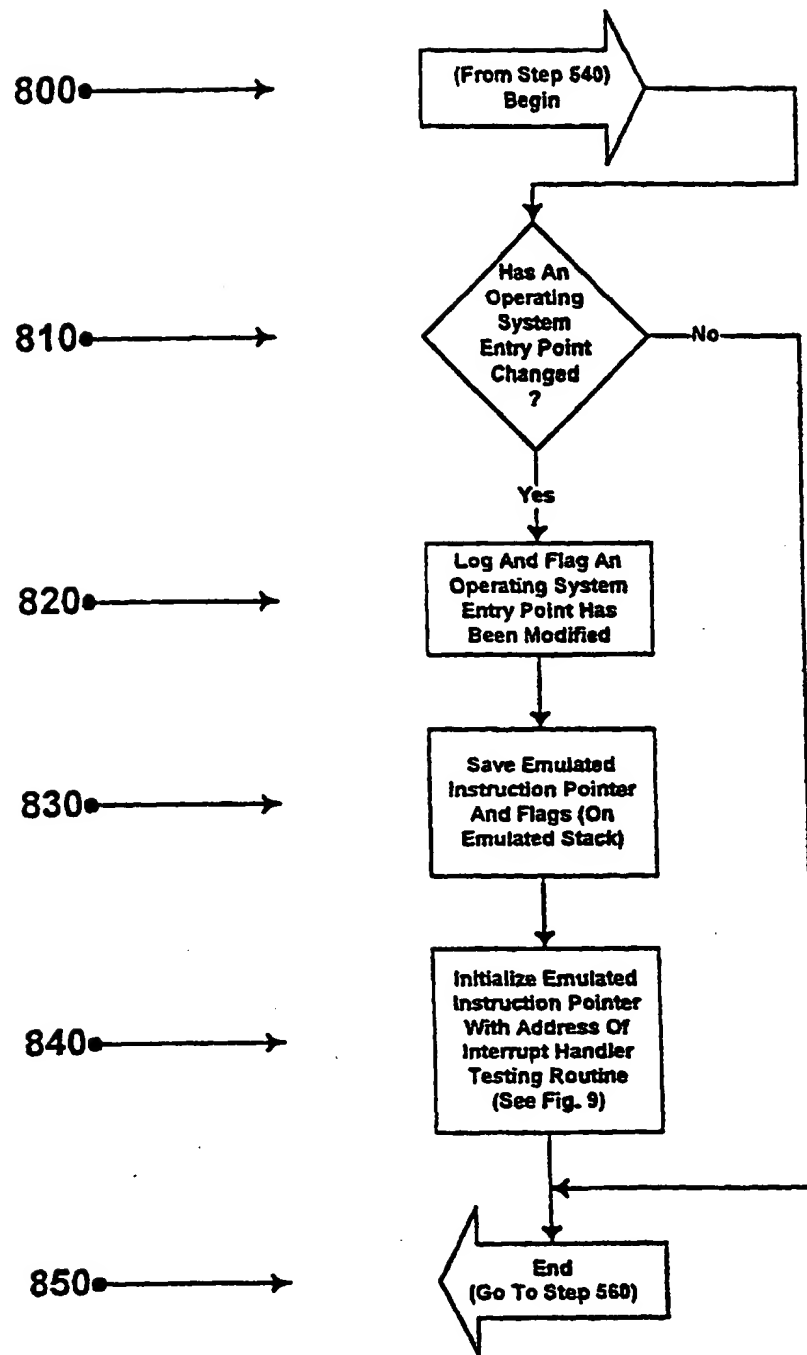 800
(From Step 540)
Begin
810
Has An
Operating
System
Entry Point
Changed
?
No
Yes
820
Log And Flag An
Operating System
Entry Point Has
Been Modified
830
Save Emulated
Instruction Pointer
And Flags (On
Emulated Stack)
840
Initialize Emulated
Instruction Pointer
With Address Of
Interrupt Handler
Testing Routine
(See Fig. 9)
850
End
(Go To Step 560)